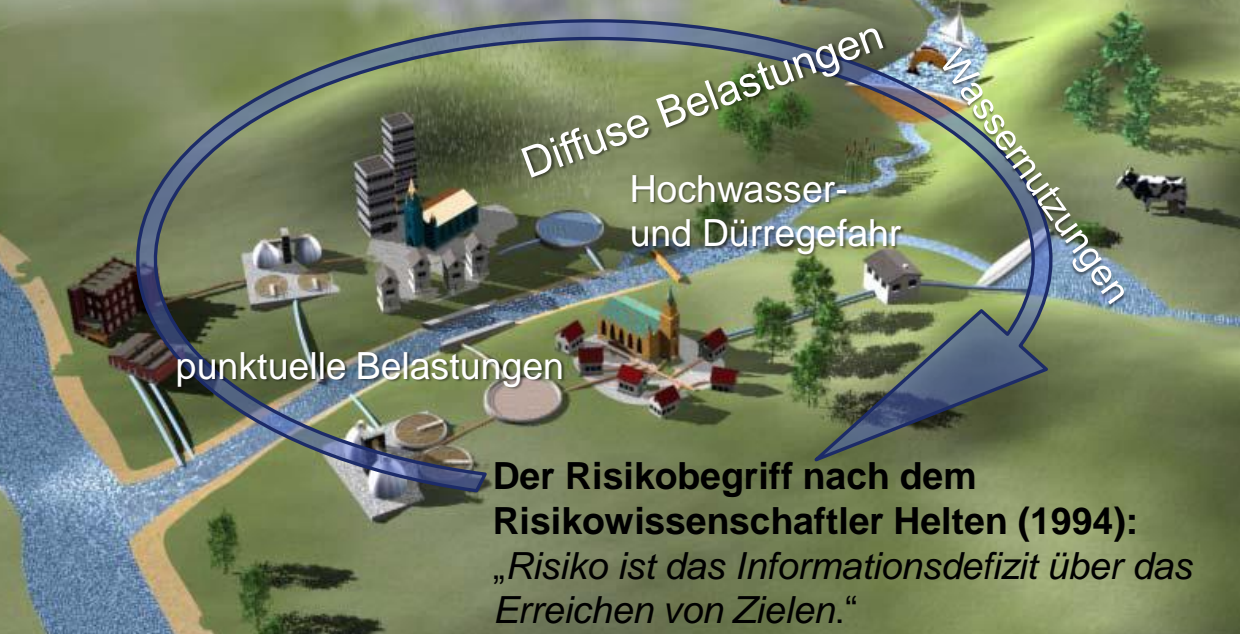 Diffuse Belastungen
Wassernutzungen
Hochwasser-
und Dürregefahr
punktuelle Belastungen
Der Risikobegriff nach dem
Risikowissenschaftler Helten (1994):
„Risiko ist das Informationsdefizit über das
Erreichen von Zielen.“